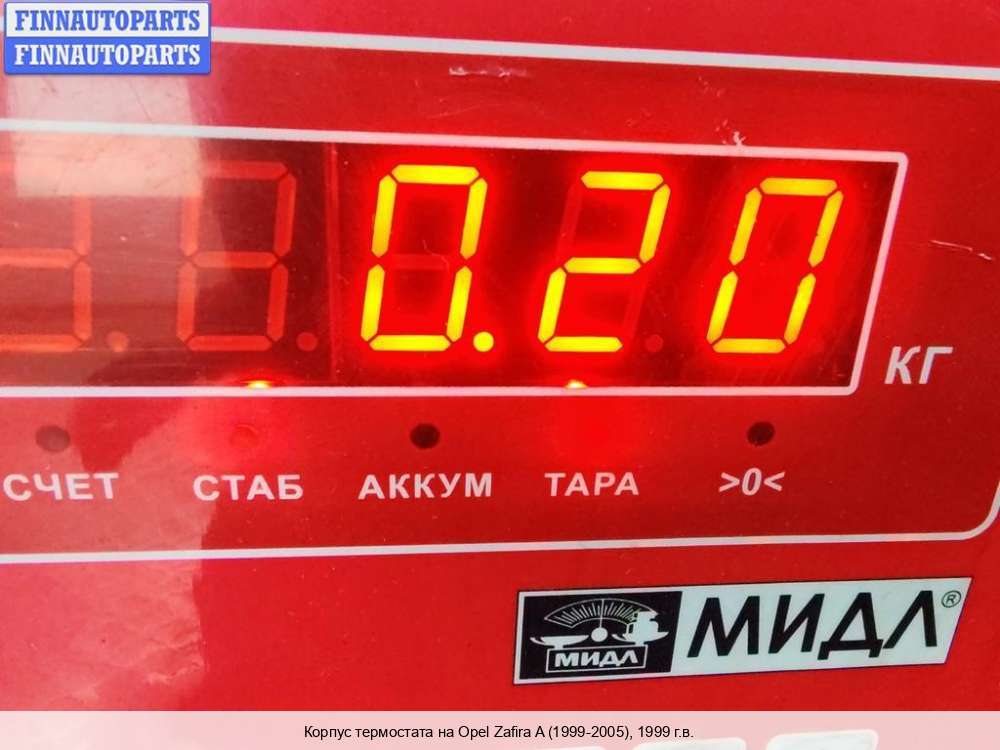 FINNAUTOPARTS
FINNAUTOPARTS
0.20
КГ
СЧЕТ СТАБ АККУМ ТАРА >0<
МИДЛ МИДЛ®
Корпус термостата на Opel Zafira A (1999-2005), 1999 г.в.